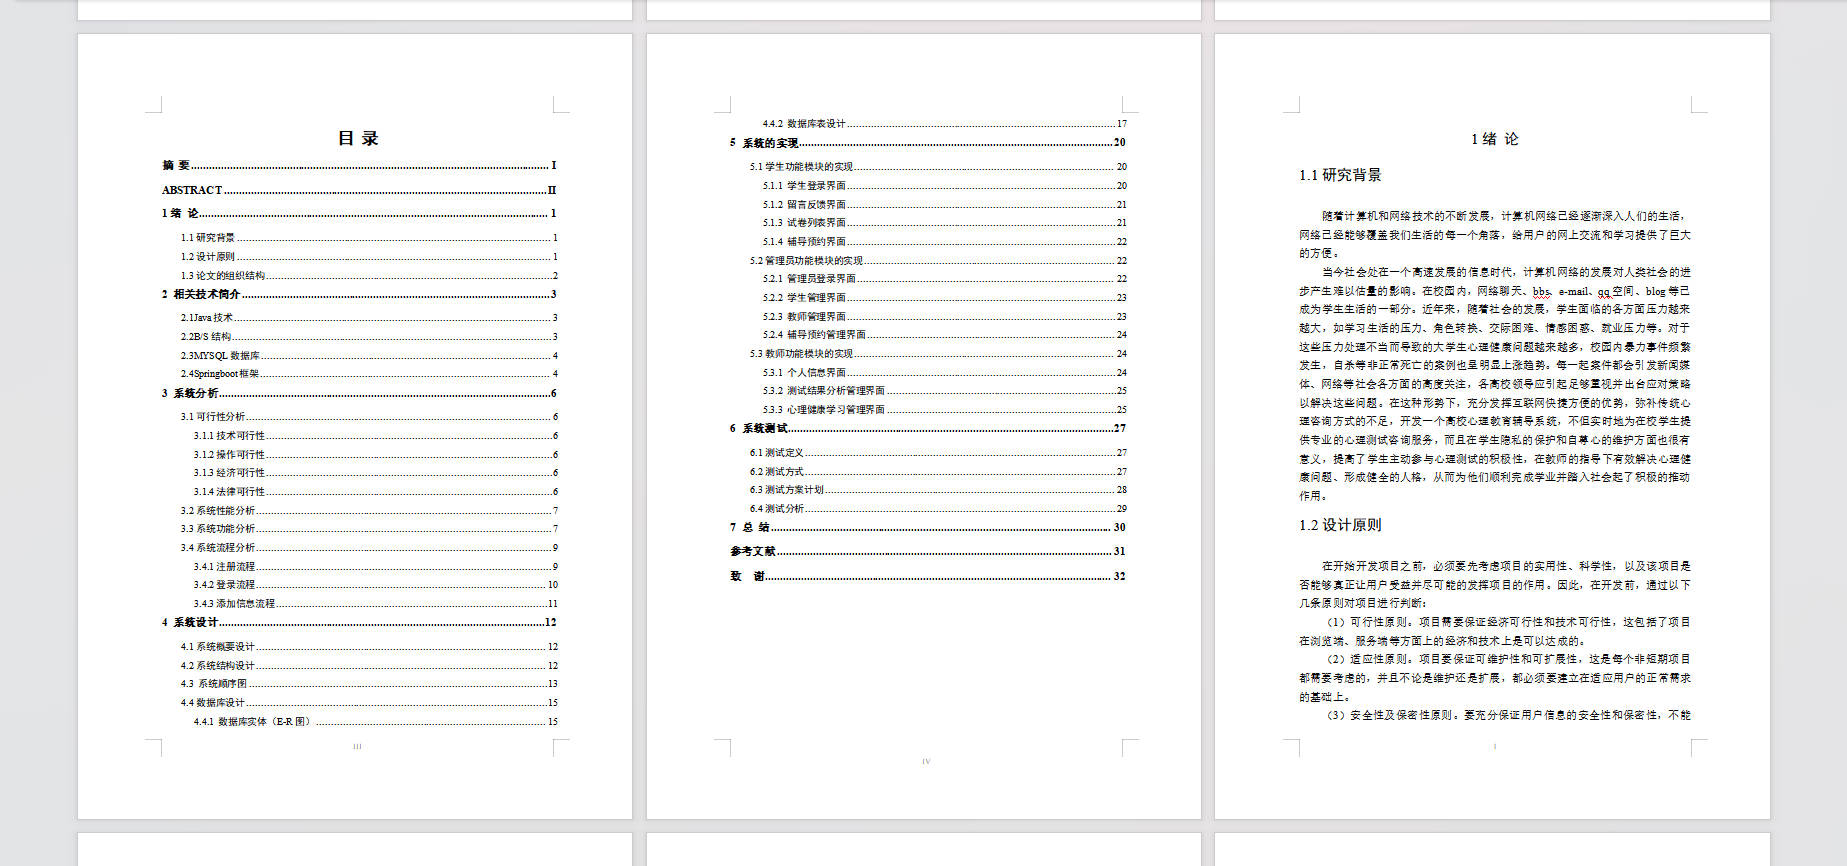 目 录
摘 要 I
ABSTRACT II
1 绪 论 1
1.1 研究背景 1
1.2 设计原则 1
1.3 论文的组织结构 2
2 相关技术简介 3
2.1Java 技术 3
2.2B/S 结构 3
2.3MYSQL 数据库 4
2.4Springboot 框架 4
3 系统分析 6
3.1 可行性分析 6
3.1.1 技术可行性 6
3.1.2 操作可行性 6
3.1.3 经济可行性 6
3.1.4 法律可行性 6
3.2 系统性能分析 7
3.3 系统功能分析 7
3.4 系统流程分析 9
3.4.1 注册流程 9
3.4.2 登录流程 10
3.4.3 添加信息流程 11
4 系统设计 12
4.1 系统概要设计 12
4.2 系统结构设计 12
4.3 系统顺序图 13
4.4 数据库设计 15
4.4.1 数据库实体（E-R 图） 15
III
4.4.2 数据库表设计 17
5 系统的实现 20
5.1 学生功能模块的实现 20
5.1.1 学生登录界面 20
5.1.2 留言反馈界面 21
5.1.3 试卷列表界面 21
5.1.4 辅导预约界面 22
5.2 管理员功能模块的实现 22
5.2.1 管理员登录界面 22
5.2.2 学生管理界面 23
5.2.3 教师管理界面 23
5.2.4 辅导预约管理界面 24
5.3 教师功能模块的实现 24
5.3.1 个人信息界面 24
5.3.2 测试结果分析管理界面 25
5.3.3 心理健康学习管理界面 25
6 系统测试 27
6.1 测试定义 27
6.2 测试方式 27
6.3 测试方案计划 28
6.4 测试分析 29
7 总 结 30
参考文献 31
致 谢 32
IV
1 绪 论
1.1 研究背景
随着计算机和网络技术的不断发展，计算机网络已经逐渐深入人们的生活，
网络已经能够覆盖我们生活的每一个角落，给用户的网上交流和学习提供了巨大
的方便。
当今社会处在一个高速发展的信息时代，计算机网络的发展对人类社会的进
步产生难以估量的影响。在校园内，网络聊天、bbs、e-mail、qq 空间、blog 等已
成为学生生活的一部分。近年来，随着社会的发展，学生面临的各方面压力越来
越大，如学习生活的压力、角色转换、交际困难、情感困惑、就业压力等。对于
这些压力处理不当而导致的大学生心理健康问题越来越多，校园内暴力事件频繁
发生，自杀等非正常死亡的案例也呈明显上涨趋势。每一起案件都会引发新闻媒
体、网络等社会各方面的高度关注，各高校领导应引起足够重视并出台应对策略
以解决这些问题。在这种形势下，充分发挥互联网快捷方便的优势，弥补传统心
理咨询方式的不足，开发一个高校心理教育辅导系统，不但实时地为在校学生提
供专业的心理测试咨询服务，而且在学生隐私的保护和自尊心的维护方面也很有
意义，提高了学生主动参与心理测试的积极性，在教师的指导下有效解决心理健
康问题、形成健全的人格，从而为他们顺利完成学业并踏入社会起了积极的推动
作用。
1.2 设计原则
在开始开发项目之前，必须要先考虑项目的实用性、科学性，以及该项目是
否能够真正让用户受益并尽可能的发挥项目的作用。因此，在开发前，通过以下
几条原则对项目进行判断：
（1）可行性原则。项目需要保证经济可行性和技术可行性，这包括了项目
在浏览端、服务端等方面上的经济和技术上是可以达成的。
（2）适应性原则。项目要保证可维护性和可扩展性，这是每个非短期项目
都需要考虑的，并且不论是维护还是扩展，都必须要建立在适应用户的正常需求
的基础上。
（3）安全性及保密性原则。要充分保证用户信息的安全性和保密性，不能
1